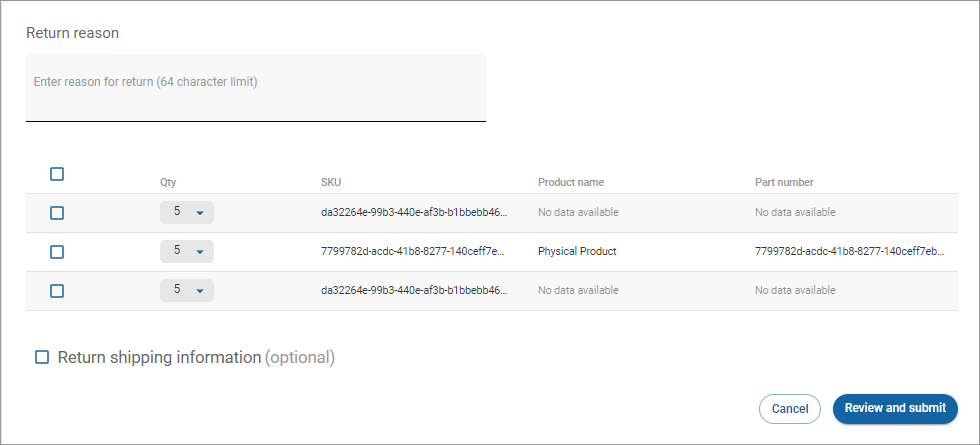 Return reason
Enter reason for return (64 character limit)
Qty SKU Product name Part number
5 da32264e-99b3-440e-af3b-b1bbebb46... No data available No data available
5 7799782d-acdc-41b8-8277-140ceff7e... Physical Product 7799782d-acdc-41b8-8277-140ceff7eb...
5 da32264e-99b3-440e-af3b-b1bbebb46... No data available No data available
Return shipping information (optional)
Cancel Review and submit